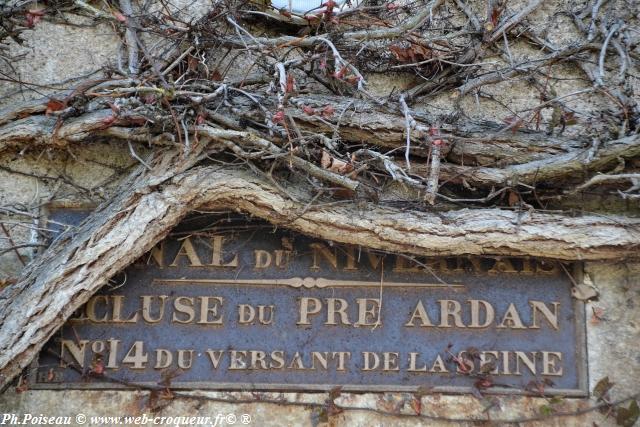 NAL DU NIVERNAIS
ECLUSE DU PRE ARDAN
Nº 14 DU VERSANT DE LA SEINE
Ph Poiseau © www.web-croqueur.fr ®